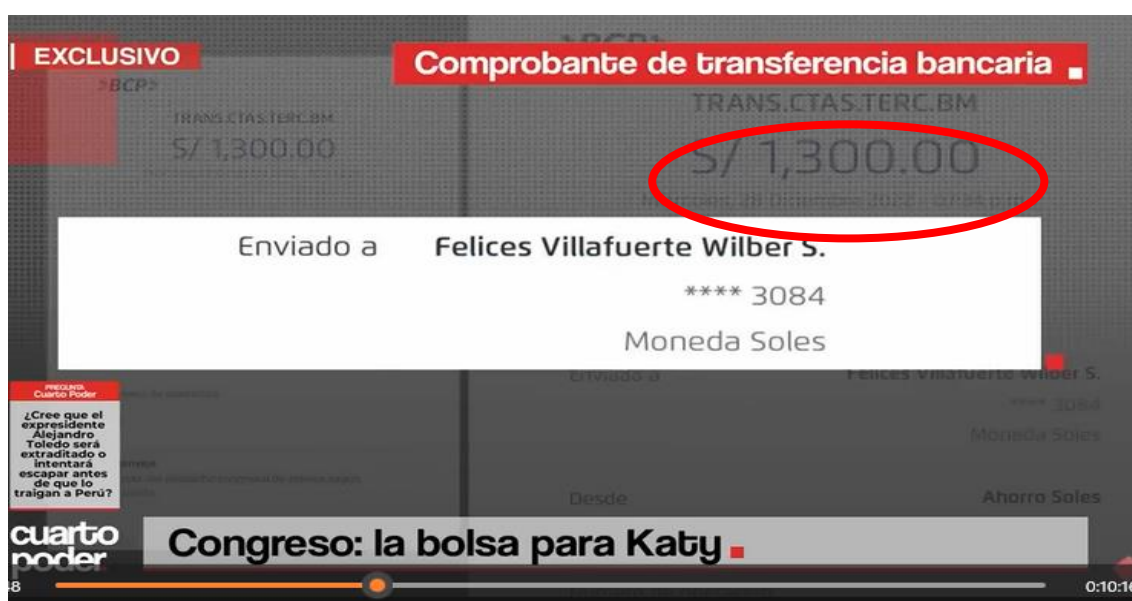 EXCLUSIVO
Comprobante de transferencia bancaria
>BCP>
TRANS.CTAS.TERC.BM
S/ 1,300.00
TRANS.CTAS.TERC.BM
S/ 1,300.00
28 Diciembre 2022
Enviado a Felices Villafuerte Wilber S.
**** 3084
Moneda Soles
Enviado a Felices Villafuerte Wilber S.
**** 3084
Moneda Soles
Desde Ahorro Soles
PREGUNTA
Cuarto Poder
¿Cree que el
expresidente
Alejandro
Toledo será
extraditado o
intentará
escapar antes
de que lo
traigan a Perú?
cuarto
poder
Congreso: la bolsa para Katy